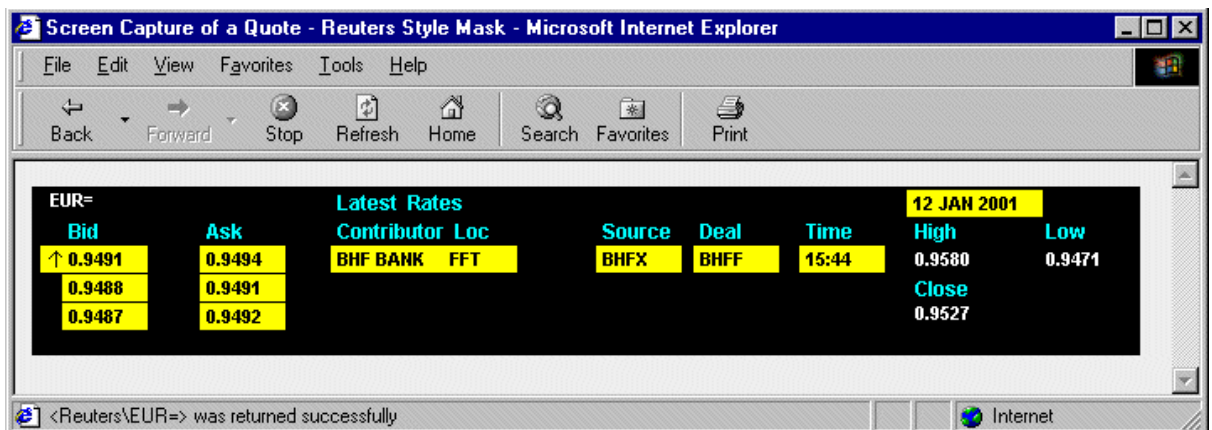 Screen Capture of a Quote - Reuters Style Mask - Microsoft Internet Explorer
File Edit View Favorites Tools Help
Back Forward Stop Refresh Home Search Favorites Print
EUR= Latest Rates 12 JAN 2001
Bid Ask Contributor Loc Source Deal Time High Low
↑ 0.9491 0.9494 BHF BANK FFT BHFX BHFF 15:44 0.9580 0.9471
0.9488 0.9491 Close
0.9487 0.9492 0.9527
<Reuters\EUR=> was returned successfully Internet